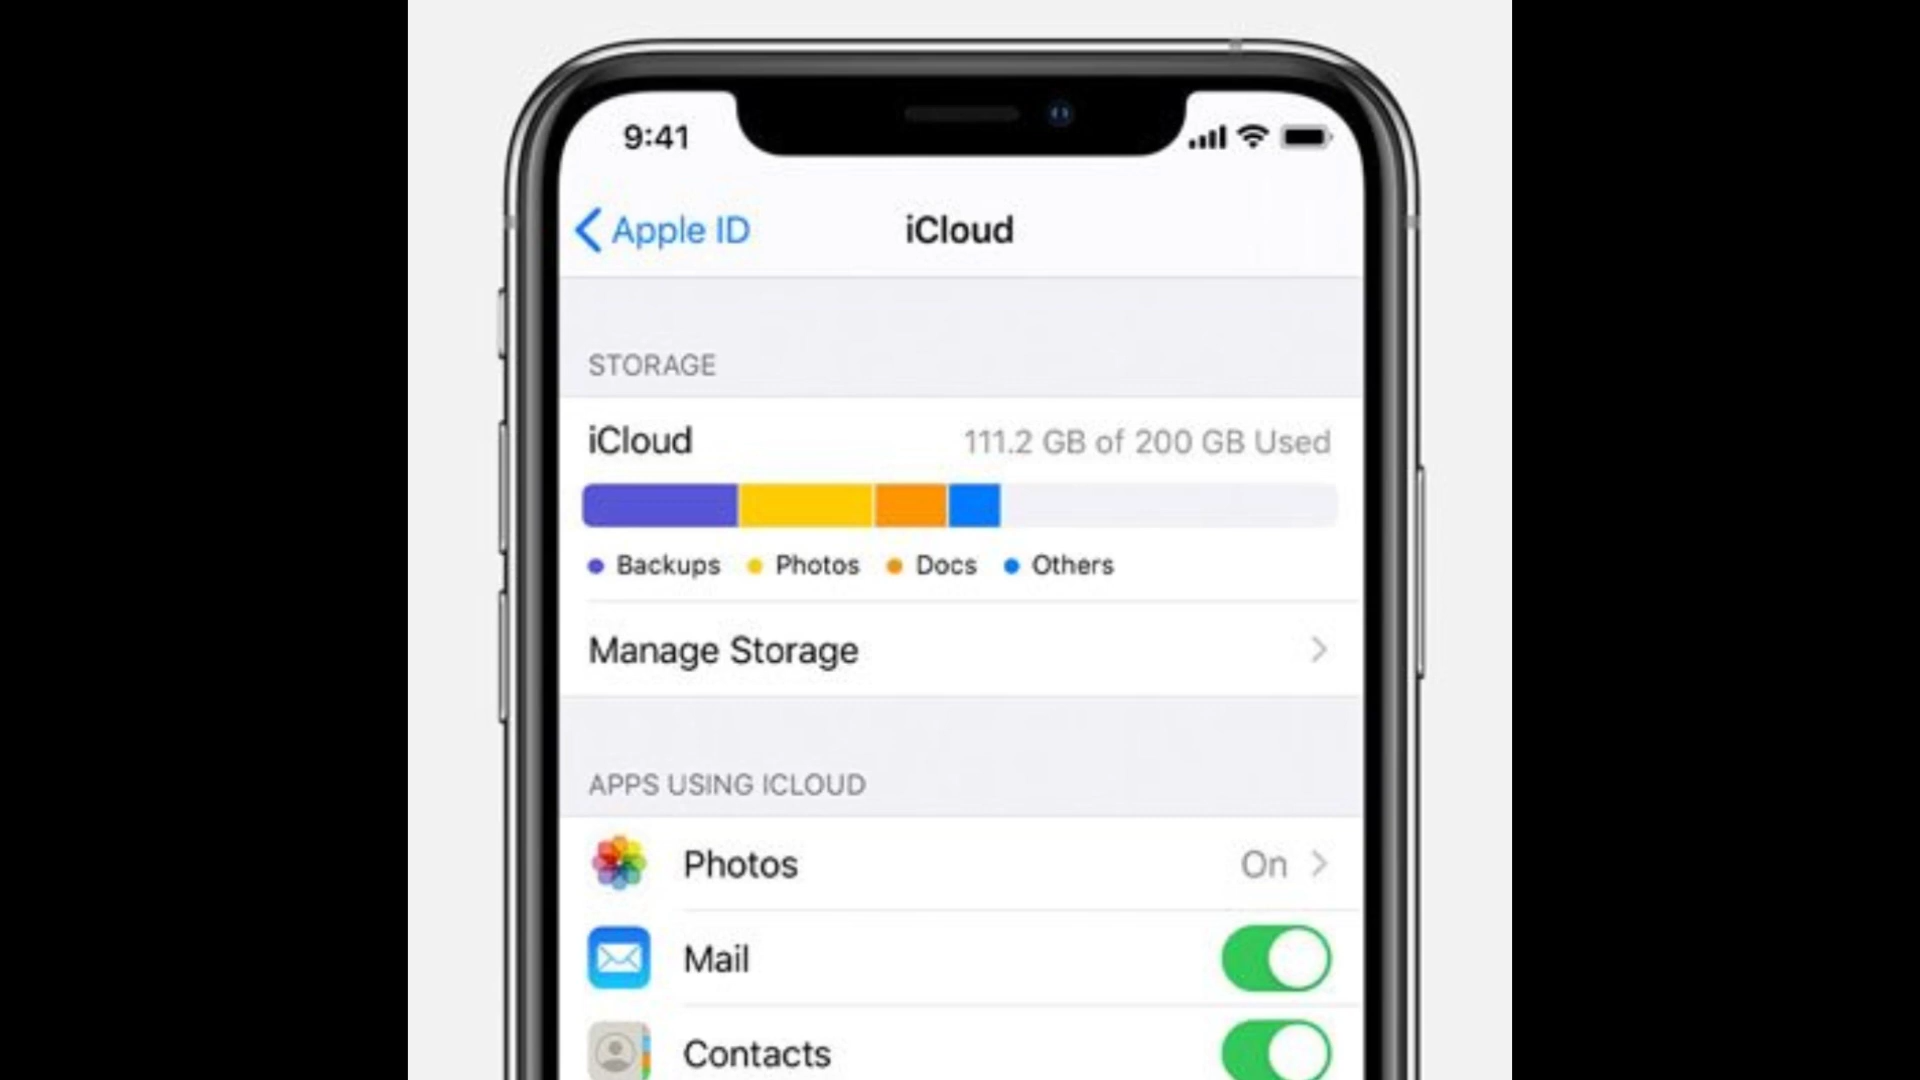 9:41
Apple ID
iCloud
STORAGE
iCloud
111.2 GB of 200 GB Used
Backups
Photos
Docs
Others
Manage Storage
APPS USING ICLOUD
Photos
On
Mail
Contacts